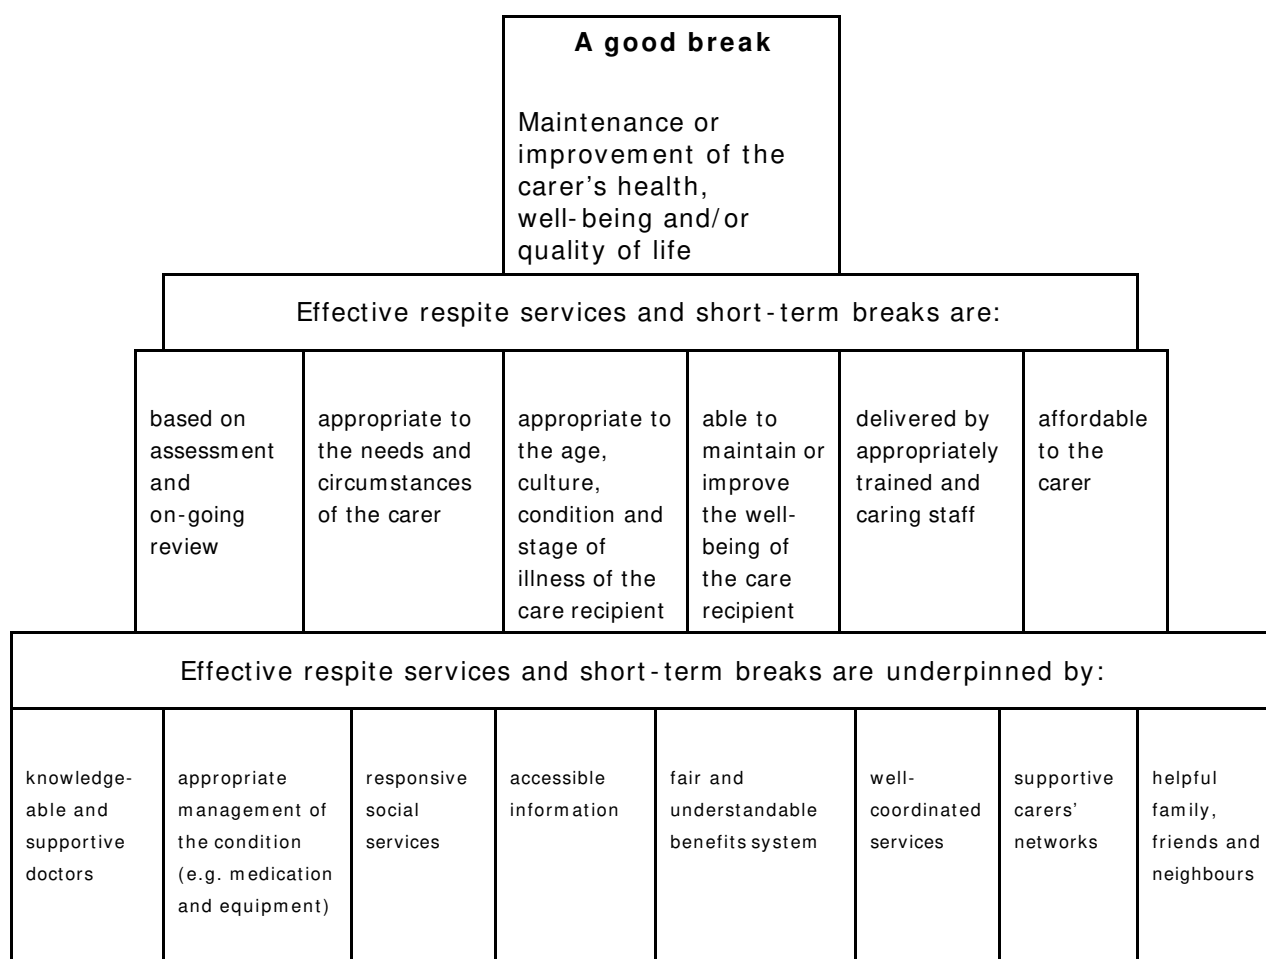 A good break
Maintenance or
improvement of the
carer's health,
well-being and/or
quality of life
Effective respite services and short-term breaks are:
based on
assessment
and
on-going
review
appropriate to
the needs and
circumstances
of the carer
appropriate to
the age,
culture,
condition and
stage of
illness of the
care recipient
able to
maintain or
improve
the well-
being of
the care
recipient
delivered by
appropriately
trained and
caring staff
affordable
to the
carer
Effective respite services and short-term breaks are underpinned by:
knowledge-
able and
supportive
doctors
appropriate
management of
the condition
(e.g. medication
and equipment)
responsive
social
services
accessible
information
fair and
understandable
benefits system
well-
coordinated
services
supportive
carers'
networks
helpful
family,
friends and
neighbours